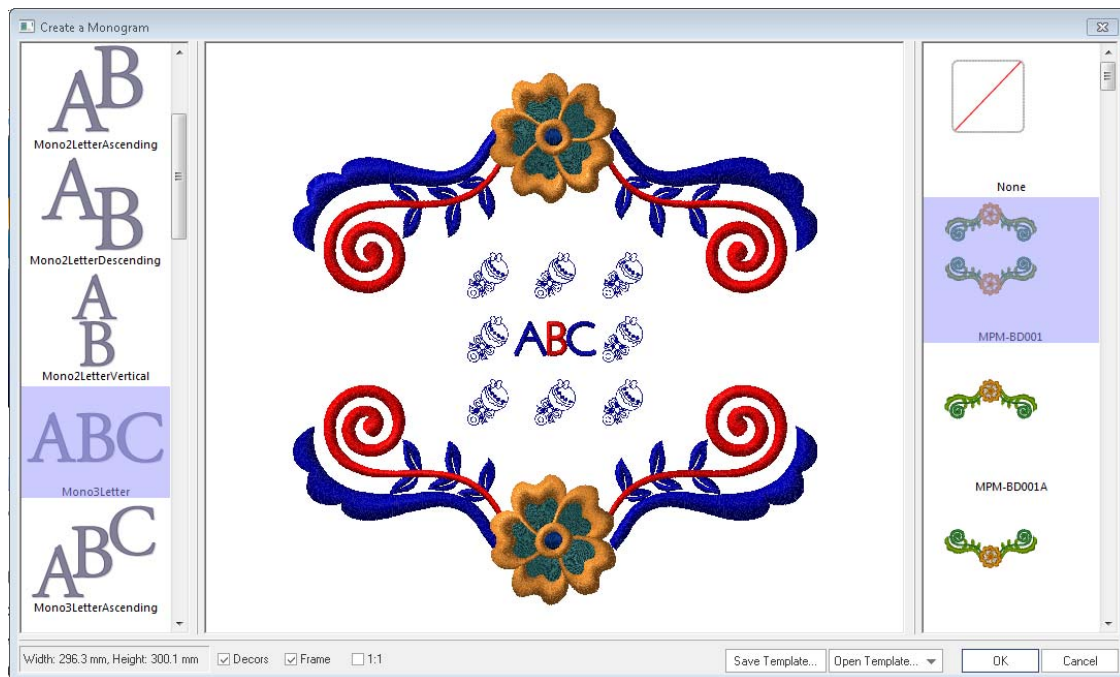 Create a Monogram
AB
Mono2LetterAscending
AB
Mono2LetterDescending
A
B
Mono2LetterVertical
ABC
Mono3Letter
ABC
Mono3LetterAscending
ABC
None
MPM-BD001
MPM-BD001A
Width: 296.3 mm, Height: 300.1 mm
Decors
Frame
1:1
Save Template...
Open Template...
OK
Cancel